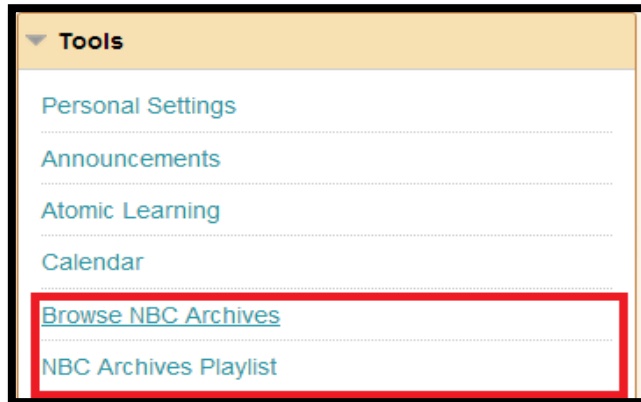 Tools
Personal Settings
Announcements
Atomic Learning
Calendar
Browse NBC Archives
NBC Archives Playlist